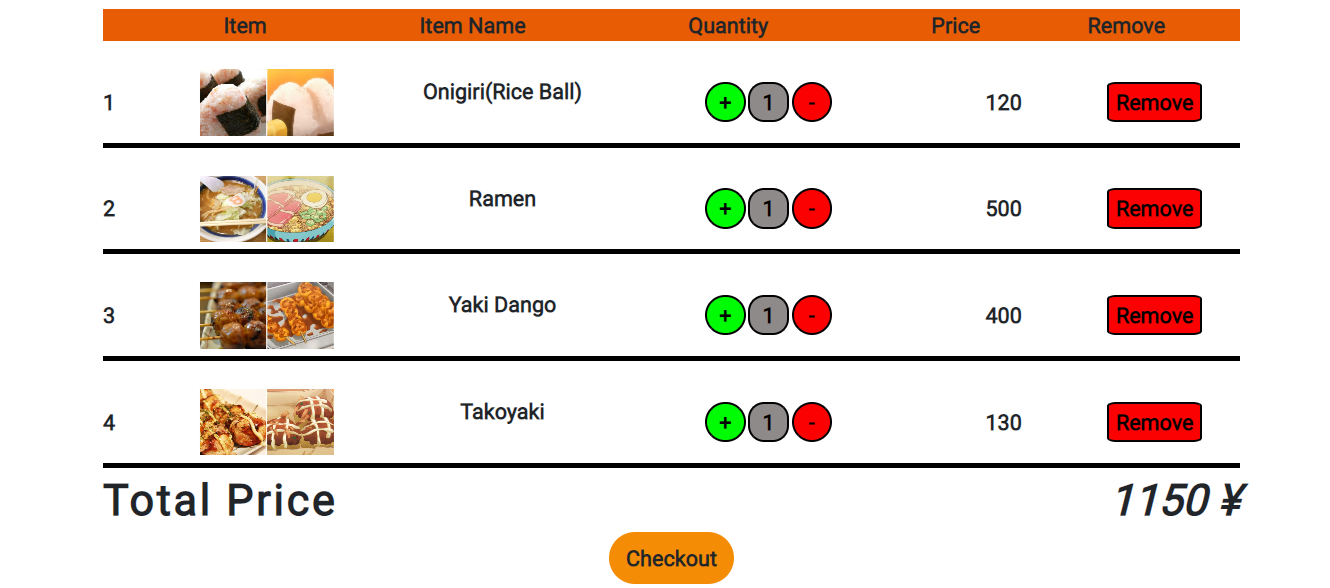 Item Item Name Quantity Price Remove
1 Onigiri(Rice Ball) + 1 - 120 Remove
2 Ramen + 1 - 500 Remove
3 Yaki Dango + 1 - 400 Remove
4 Takoyaki + 1 - 130 Remove
Total Price 1150 ¥
Checkout